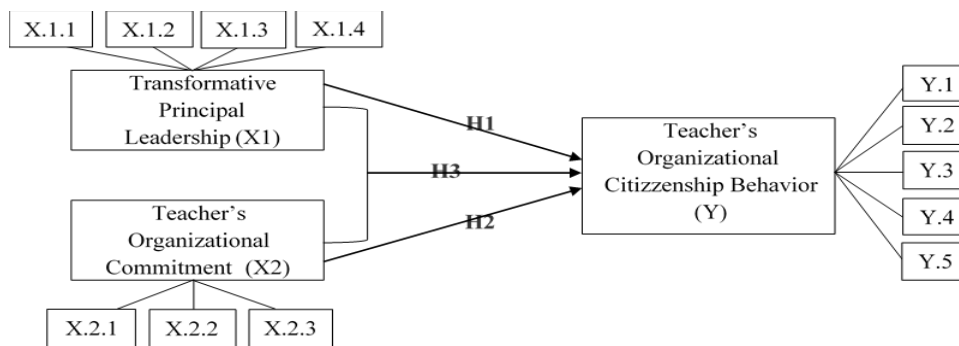 X.1.1 X.1.2 X.1.3 X.1.4
Transformative
Principal
Leadership (X1)
H1
H3
H2
Teacher's
Organizational
Commitment (X2)
X.2.1 X.2.2 X.2.3
Teacher's
Organizational
Citizzenship Behavior
(Y)
Y.1
Y.2
Y.3
Y.4
Y.5